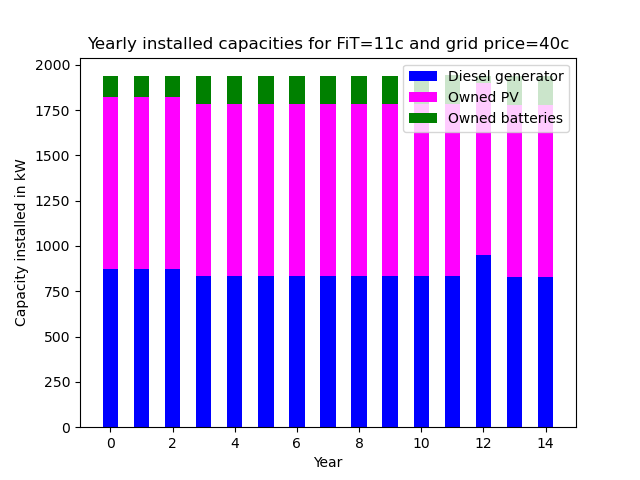 Yearly installed capacities for FiT=11c and grid price=40c
Diesel generator
Owned PV
Owned batteries
Capacity installed in kW
2000
1750
1500
1250
1000
750
500
250
0
0 2 4 6 8 10 12 14
Year